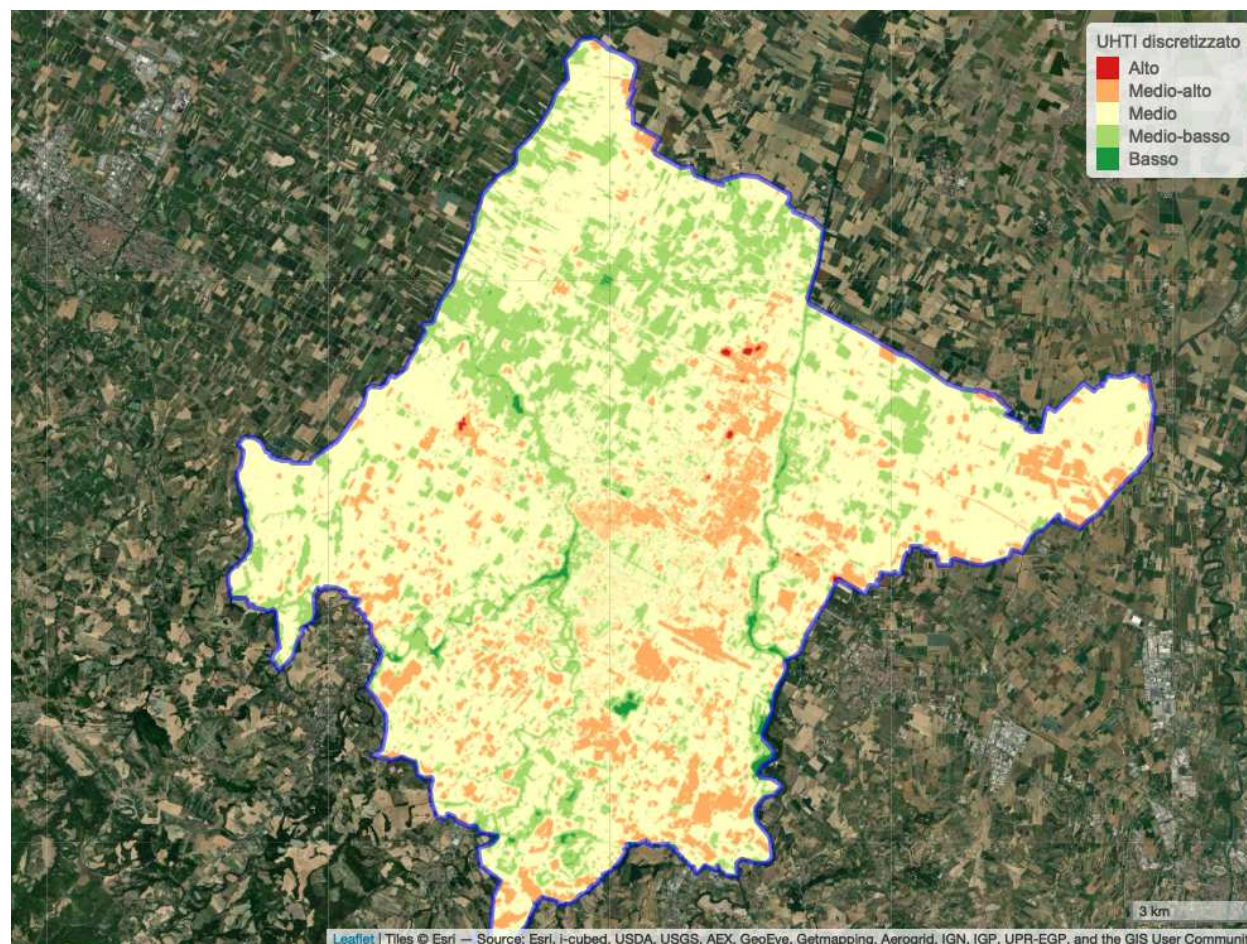 UHTI discretizzato
Alto
Medio-alto
Medio
Medio-basso
Basso
3 km
Leaflet | Tiles © Esri — Source: Esri, i-cubed, USDA, USGS, AEX, GeoEye, Getmapping, Aerogrid, IGN, IGP, UPR-EGP, and the GIS User Communi